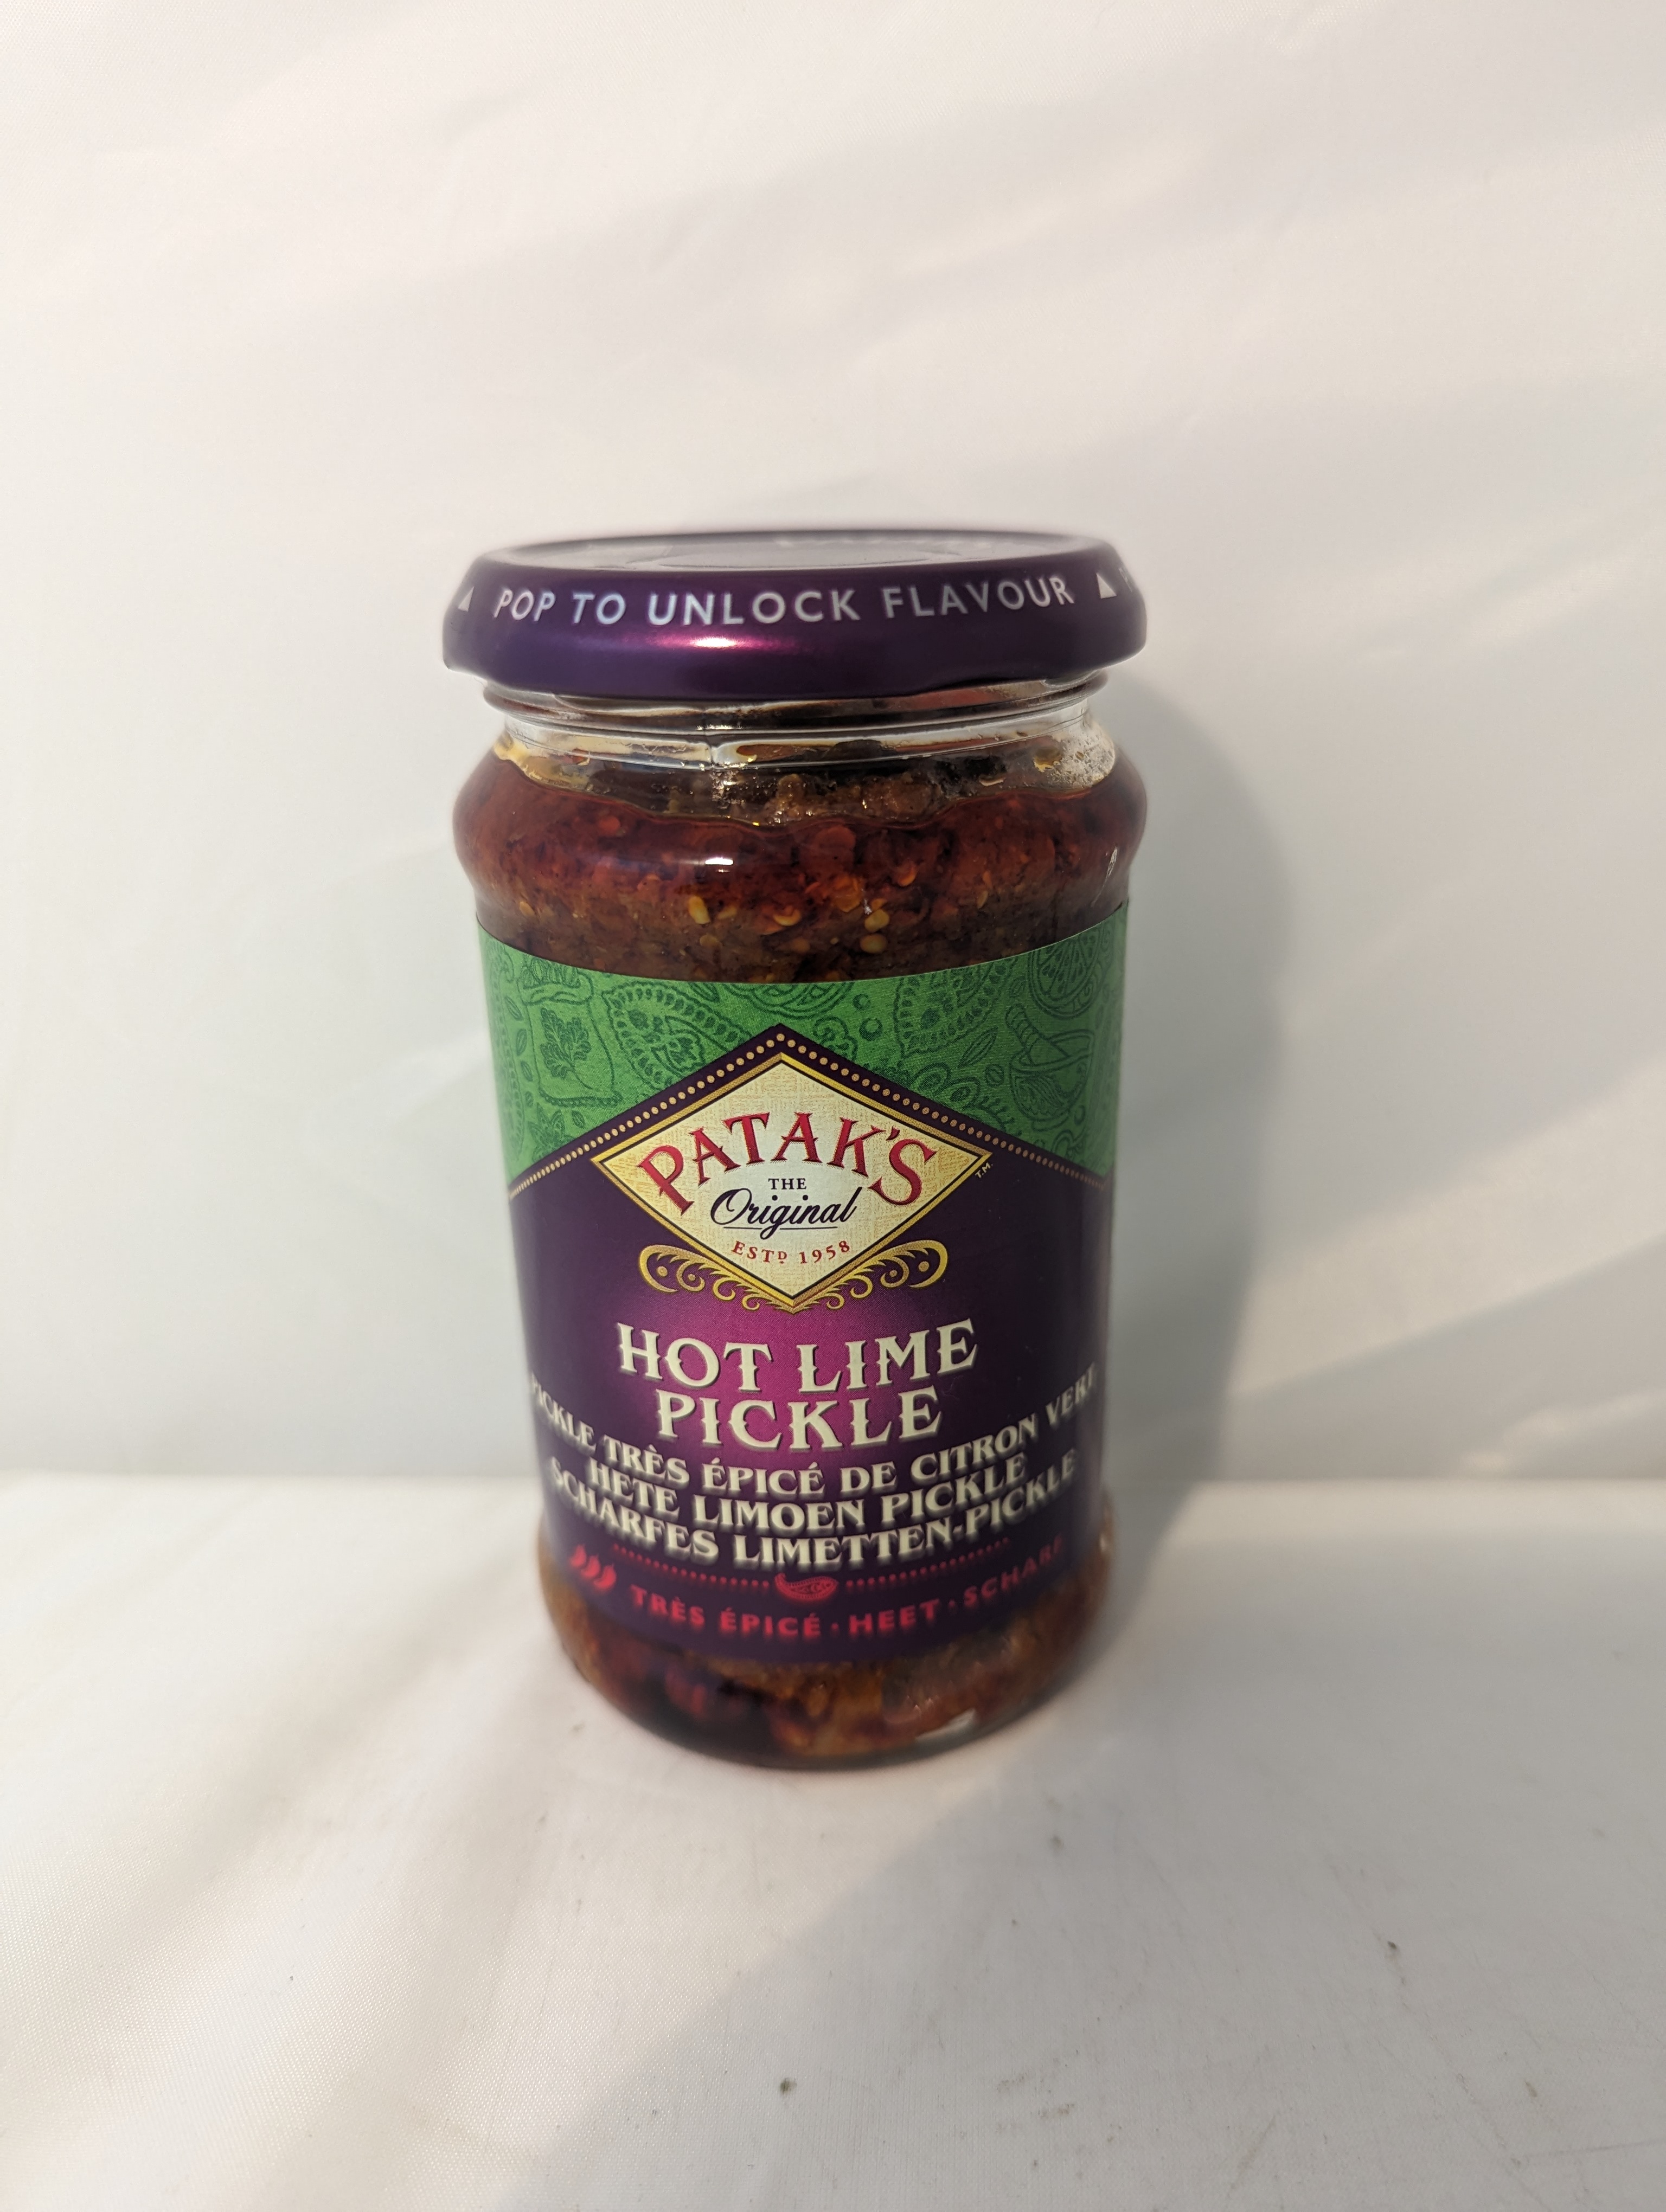 POP TO UNLOCK FLAVOUR
PATAK'S
T.M.
THE
Original
ESTD 1958
HOT LIME
PICKLE
PICKLE TRÈS ÉPICÉ DE CITRON VERT
HETE LIMOEN PICKLE
SCHARFES LIMETTEN-PICKLE
TRÈS ÉPICÉ · HEET · SCHARF